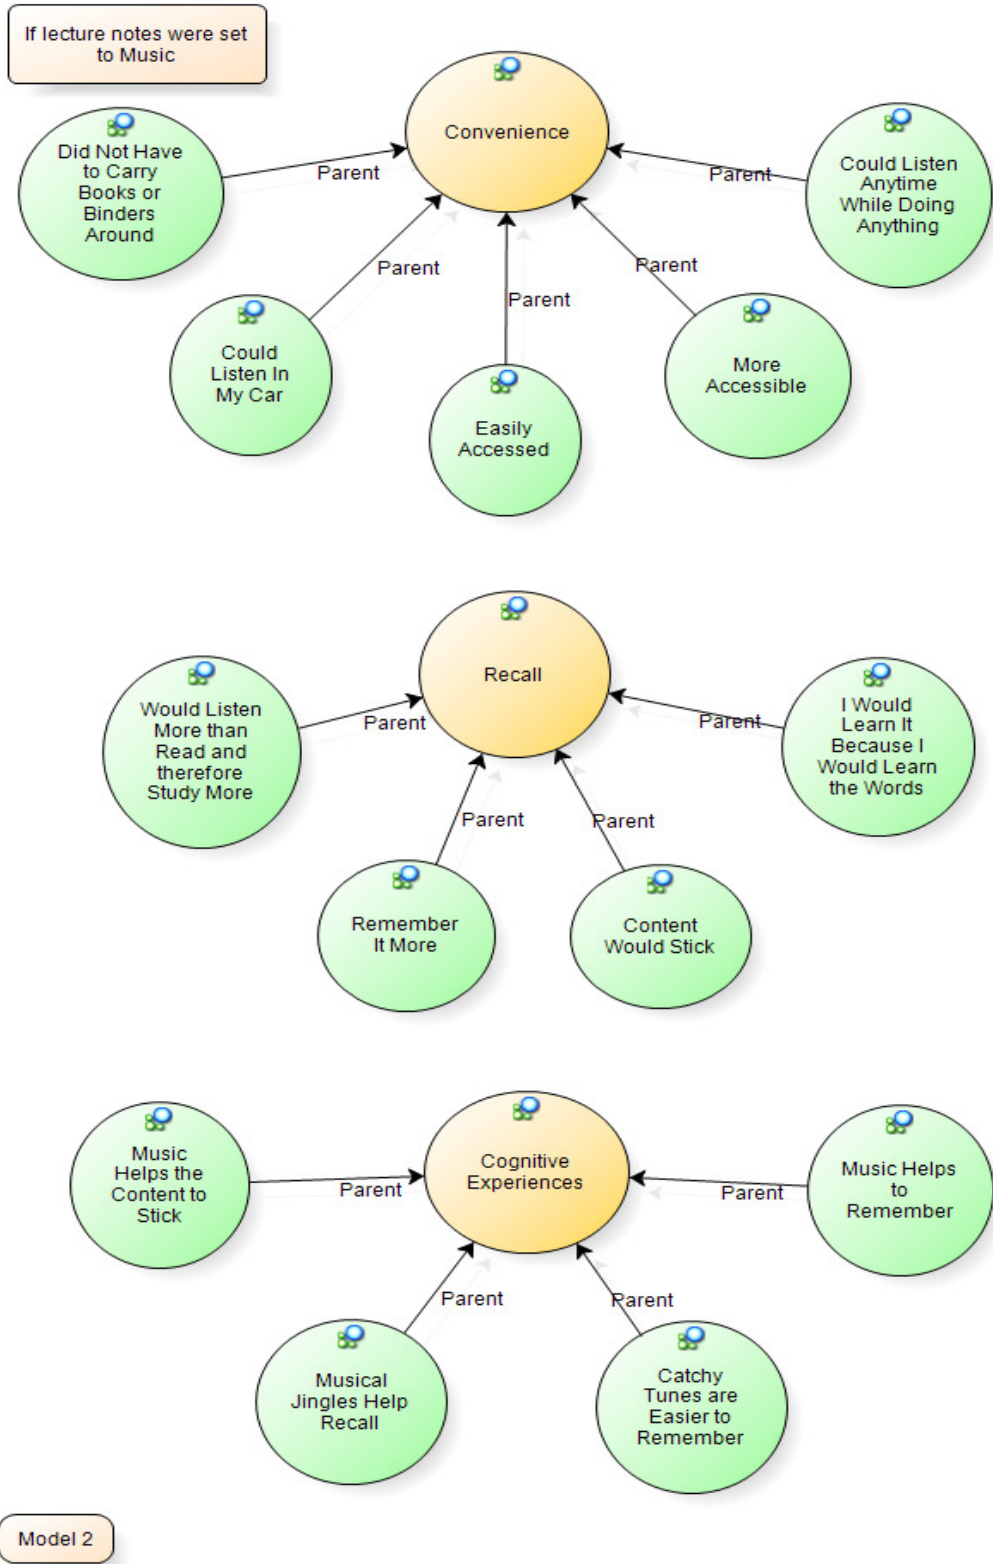 If lecture notes were set
to Music
Convenience
Did Not Have
to Carry
Books or
Binders
Around
Parent
Could Listen
Anytime
While Doing
Anything
Parent
Parent
Parent
Parent
Could
Listen In
My Car
Easily
Accessed
More
Accessible
Recall
Would Listen
More than
Read and
therefore
Study More
Parent
I Would
Learn It
Because I
Would Learn
the Words
Parent
Parent
Parent
Remember
It More
Content
Would Stick
Cognitive
Experiences
Music
Helps the
Content to
Stick
Parent
Music Helps
to
Remember
Parent
Parent
Parent
Musical
Jingles Help
Recall
Catchy
Tunes are
Easier to
Remember
Model 2